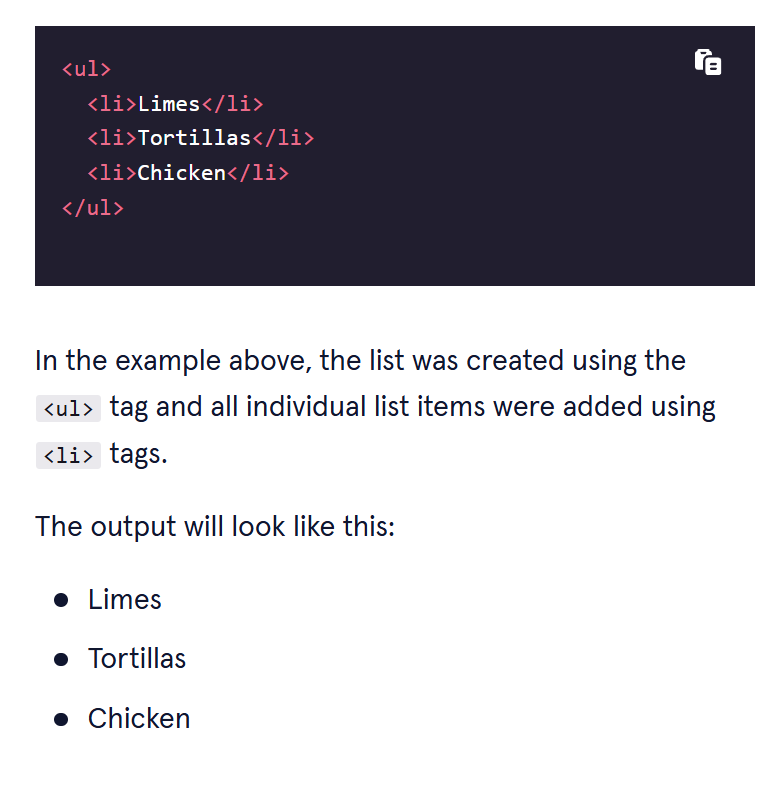 <ul>
  <li>Limes</li>
  <li>Tortillas</li>
  <li>Chicken</li>
</ul>
In the example above, the list was created using the
<ul> tag and all individual list items were added using
<li> tags.
The output will look like this:
• Limes
• Tortillas
• Chicken